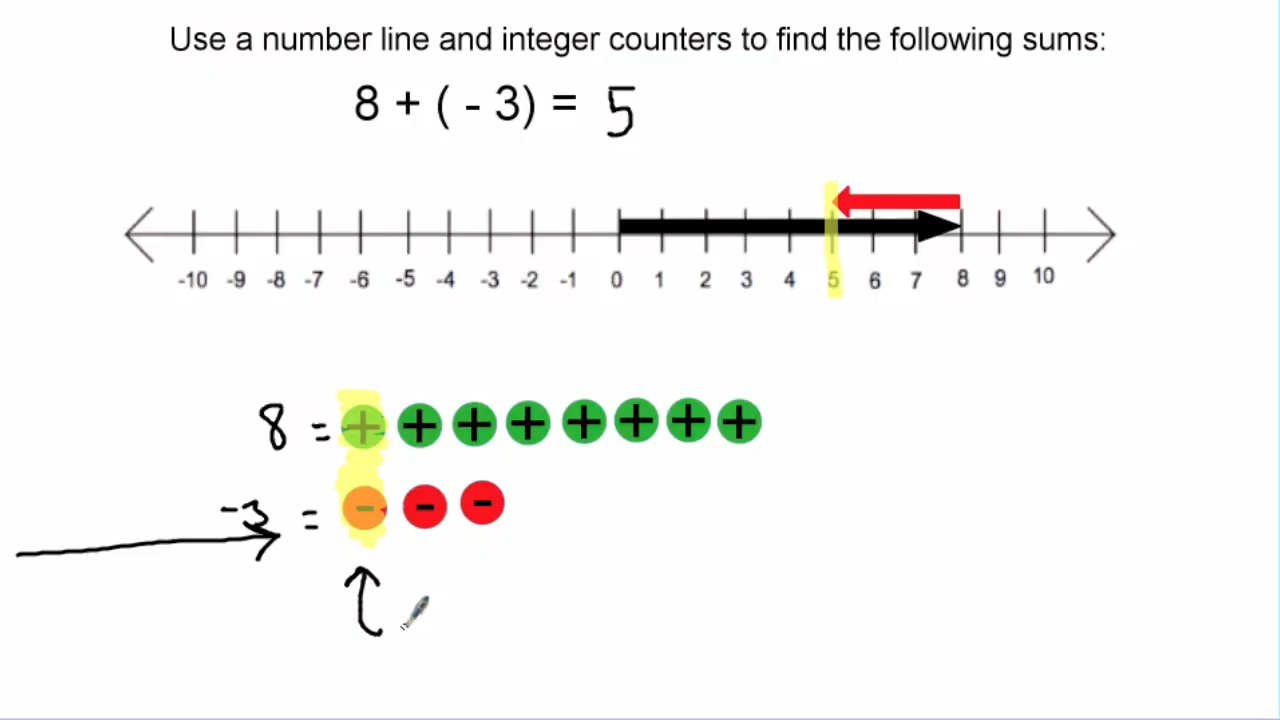 Use a number line and integer counters to find the following sums:
8 + ( - 3) = 5
-10 -9 -8 -7 -6 -5 -4 -3 -2 -1 0 1 2 3 4 5 6 7 8 9 10
8 = + + + + + + + +
-3 = - - -